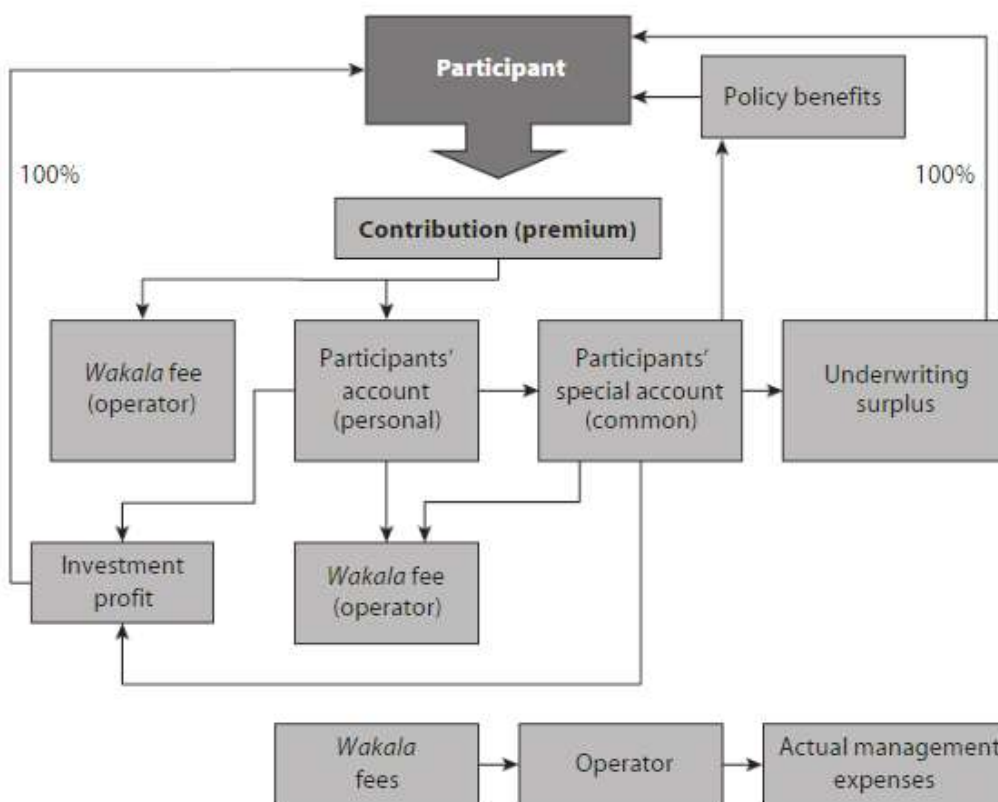 Participant
Policy benefits
100%
100%
Contribution (premium)
Wakala fee
(operator)
Participants'
account
(personal)
Participants'
special account
(common)
Underwriting
surplus
Investment
profit
Wakala fee
(operator)
Wakala
fees
Operator
Actual management
expenses